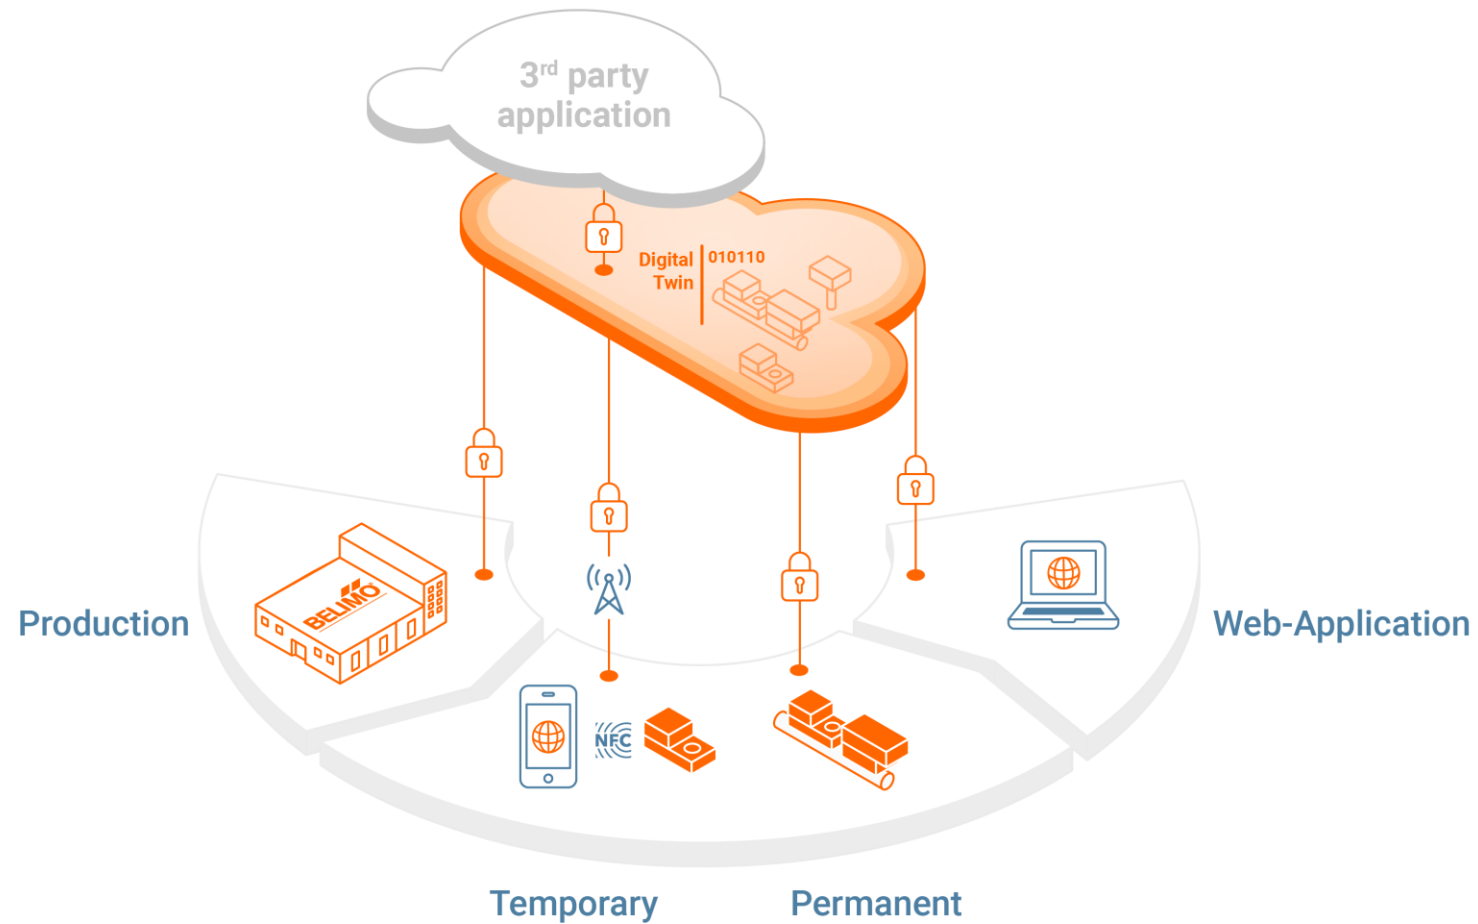 3rd party
application
Digital
Twin
010110
BELIMO
Production
Web-Application
NFC
Temporary
Permanent